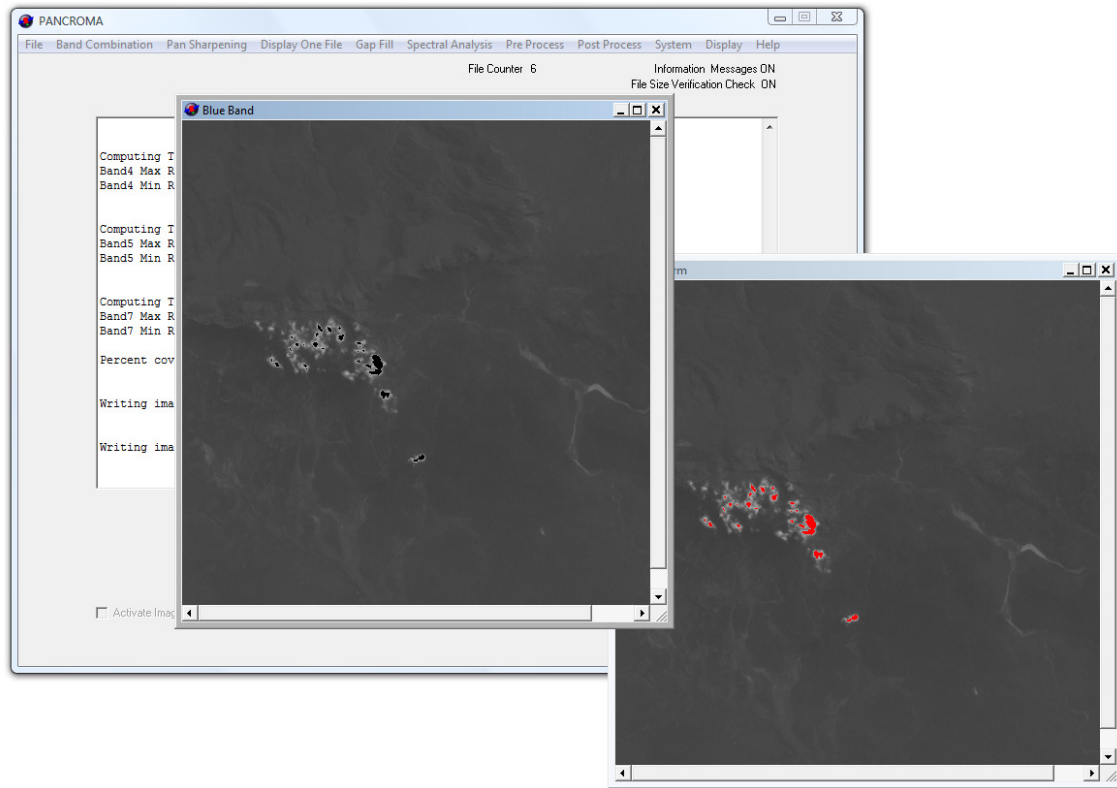 PANCROMA
File Band Combination Pan Sharpening Display One File Gap Fill Spectral Analysis Pre Process Post Process System Display Help
File Counter 6
Information Messages ON
File Size Verification Check ON
Blue Band
Computing T
Band4 Max R
Band4 Min R
Computing T
Band5 Max R
Band5 Min R
Computing T
Band7 Max R
Band7 Min R
Percent cov
Writing ima
Writing ima
Activate Imag
rm